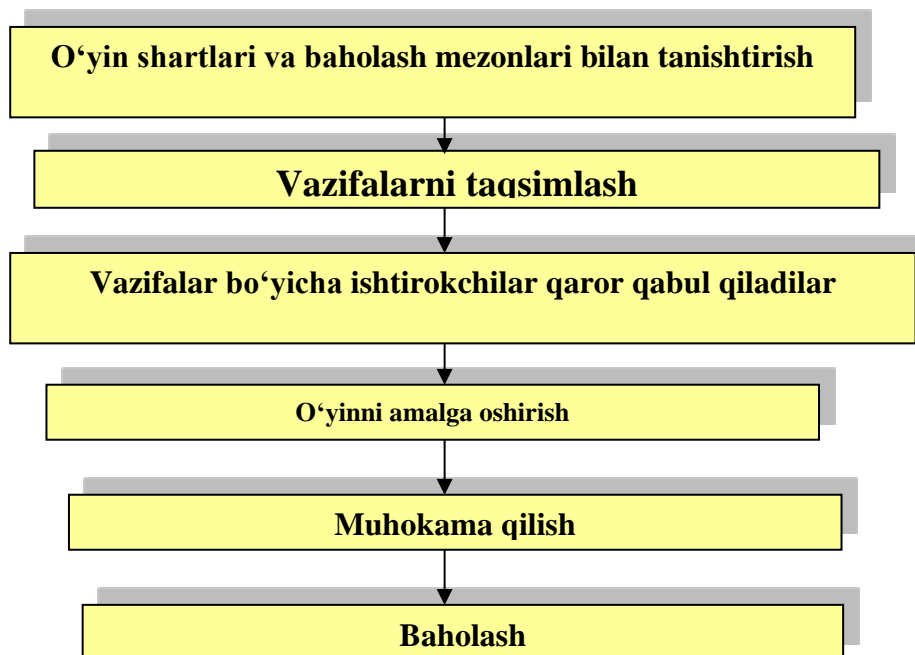 O‘yin shartlari va baholash mezonlari bilan tanishtirish
Vazifalarni taqsimlash
Vazifalar bo‘yicha ishtirokchilar qaror qabul qiladilar
O‘yinni amalga oshirish
Muhokama qilish
Baholash